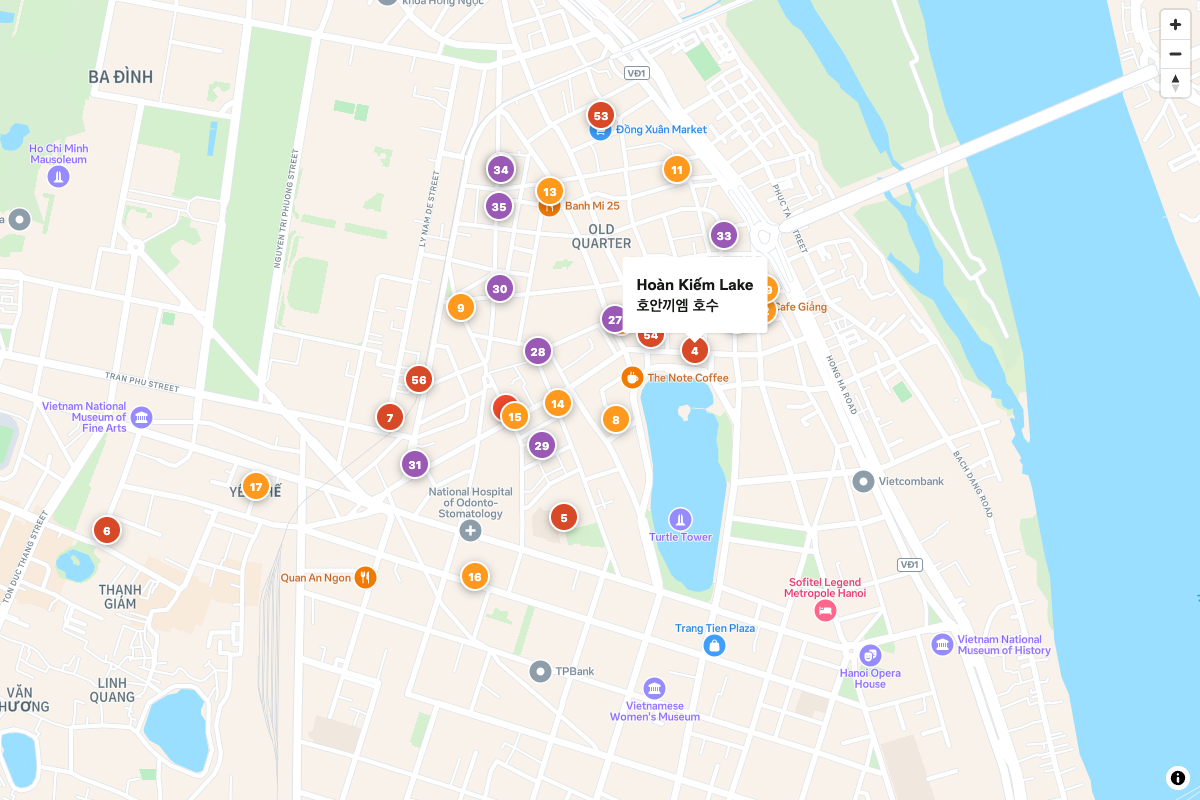 khoa Hồng Ngọc
BA ĐÌNH
VĐ1
53
Đồng Xuân Market
Ho Chi Minh
Mausoleum
34
13
11
35
Banh Mi 25
OLD
QUARTER
33
NGUYEN TRI PHUONG STREET
LY NAM DE STREET
PHUC TA
TREET
30
9
Hoàn Kiếm Lake
호안끼엠 호수
Cafe Giảng
27
54
4
28
HONG HA ROAD
TRAN PHU STREET
56
The Note Coffee
Vietnam National
Museum of
Fine Arts
7
15
14
8
29
31
BACH DANG ROAD
17
National Hospital
of Odonto-
Stomatology
Vietcombank
6
5
Turtle Tower
TON DUC THANG STREET
VĐ1
Quan An Ngon
16
THANH
GIÁM
Sofitel Legend
Metropole Hanoi
Trang Tien Plaza
Vietnam National
Museum of History
TPBank
Hanoi Opera
House
LINH
QUANG
VĂN
HƯƠNG
Vietnamese
Women's Museum